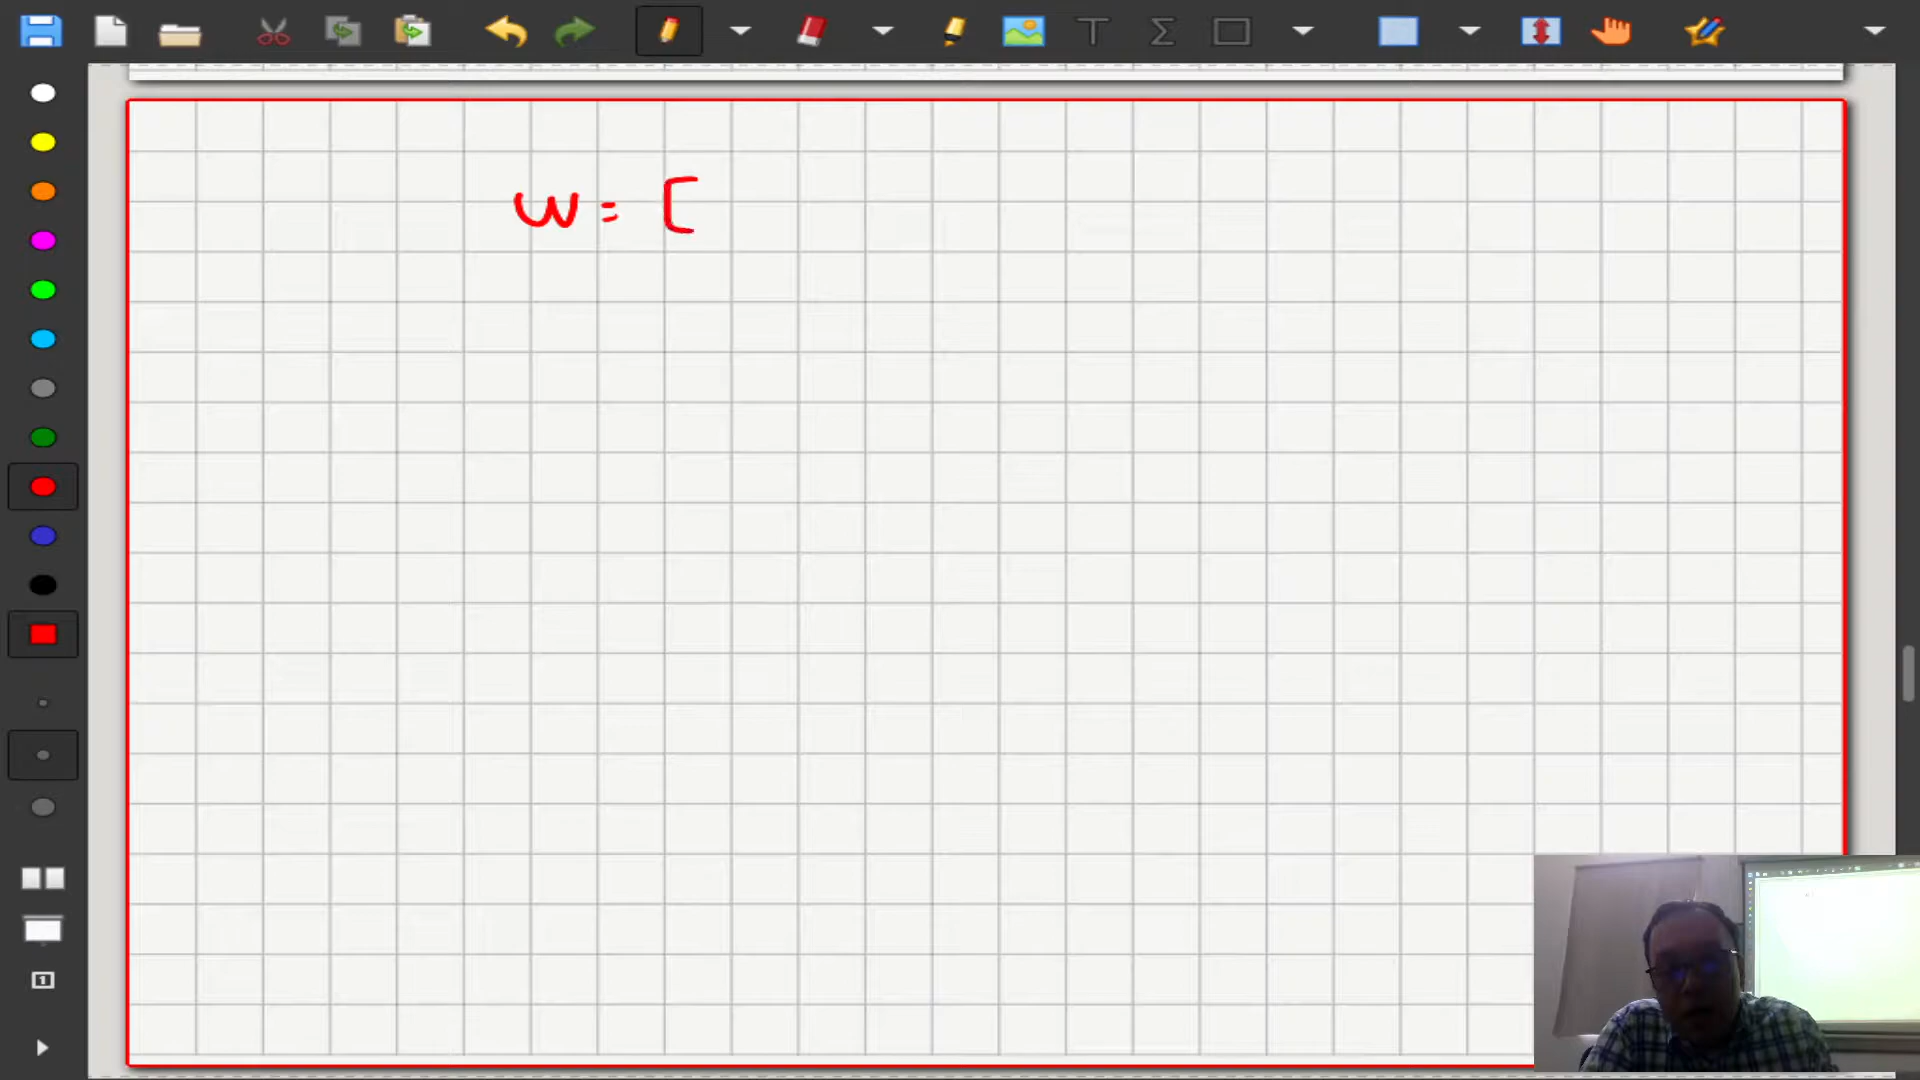 w = [